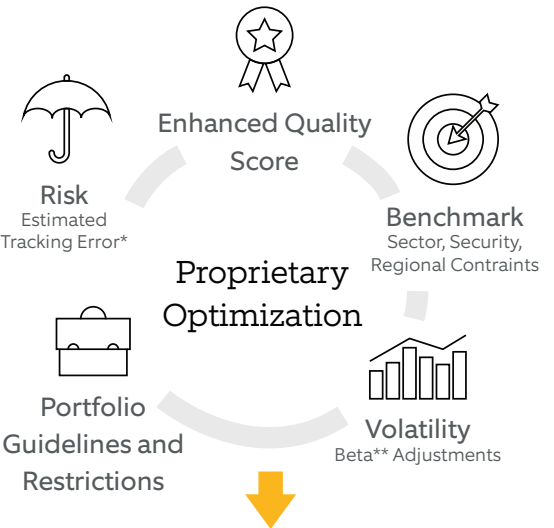 Enhanced Quality
Score
Risk
Estimated
Tracking Error*
Benchmark
Sector, Security,
Regional Contraints
Proprietary
Optimization
Portfolio
Guidelines and
Restrictions
Volatility
Beta** Adjustments